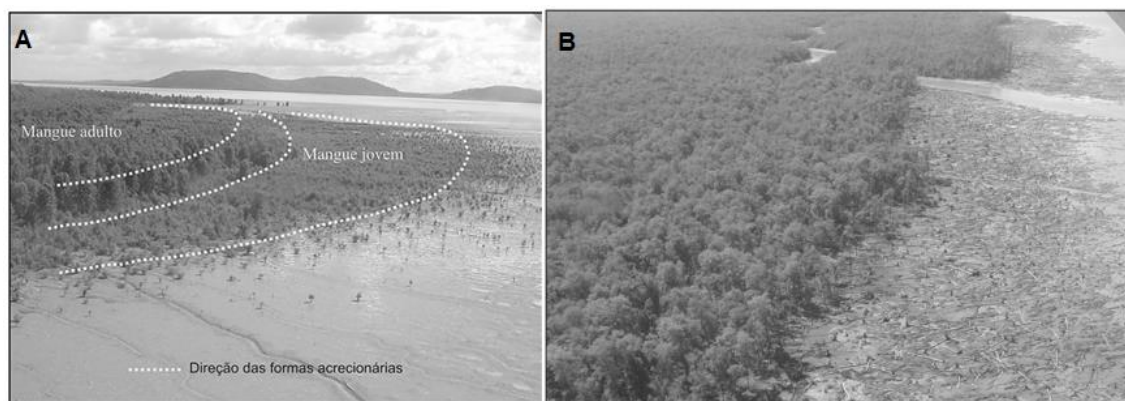 A
Mangue adulto
Mangue jovem
Direção das formas acrecionárias
B